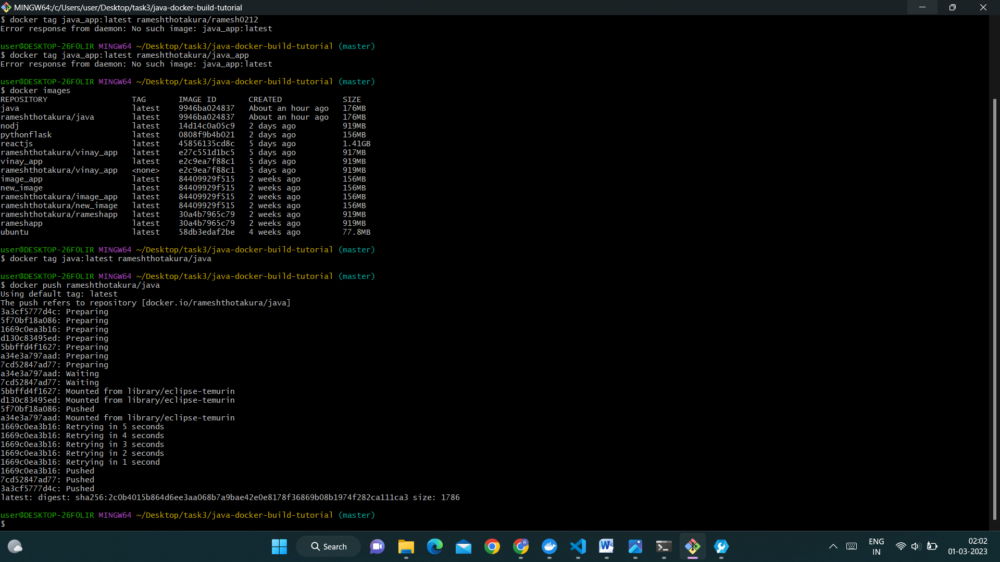 MINGW64:/c/Users/user/Desktop/task3/java-docker-build-tutorial
$ docker tag java_app:latest rameshthotakura/ramesh0212
Error response from daemon: No such image: java_app:latest
user@DESKTOP-26FOLIR MINGW64 ~/Desktop/task3/java-docker-build-tutorial (master)
$ docker tag java_app:latest rameshthotakura/java_app
Error response from daemon: No such image: java_app:latest
user@DESKTOP-26FOLIR MINGW64 ~/Desktop/task3/java-docker-build-tutorial (master)
$ docker images
REPOSITORY TAG IMAGE ID CREATED SIZE
java latest 9946ba024837 About an hour ago 176MB
rameshthotakura/java latest 9946ba024837 About an hour ago 176MB
nodj latest 14d14c0a05c9 2 days ago 919MB
pythonflask latest 0808f9b4b021 2 days ago 156MB
reactjs latest 45856135cd8c 5 days ago 1.41GB
rameshthotakura/vinay_app latest e27c551d1bc5 5 days ago 917MB
vinay_app latest e2c9ea7f88c1 5 days ago 919MB
rameshthotakura/vinay_app <none> e2c9ea7f88c1 5 days ago 919MB
image_app latest 84409929f515 2 weeks ago 156MB
new_image latest 84409929f515 2 weeks ago 156MB
rameshthotakura/image_app latest 84409929f515 2 weeks ago 156MB
rameshthotakura/new_image latest 84409929f515 2 weeks ago 156MB
rameshthotakura/rameshapp latest 30a4b7965c79 2 weeks ago 919MB
rameshapp latest 30a4b7965c79 2 weeks ago 919MB
ubuntu latest 58db3edaf2be 4 weeks ago 77.8MB
user@DESKTOP-26FOLIR MINGW64 ~/Desktop/task3/java-docker-build-tutorial (master)
$ docker tag java:latest rameshthotakura/java
user@DESKTOP-26FOLIR MINGW64 ~/Desktop/task3/java-docker-build-tutorial (master)
$ docker push rameshthotakura/java
Using default tag: latest
The push refers to repository [docker.io/rameshthotakura/java]
3a3cf5777d4c: Preparing
5f70bf18a086: Preparing
1669c0ea3b16: Preparing
d130c83495ed: Preparing
5bbffd4f1627: Preparing
a34e3a797aad: Preparing
7cd52847ad77: Preparing
a34e3a797aad: Waiting
7cd52847ad77: Waiting
5bbffd4f1627: Mounted from library/eclipse-temurin
d130c83495ed: Mounted from library/eclipse-temurin
5f70bf18a086: Pushed
a34e3a797aad: Mounted from library/eclipse-temurin
1669c0ea3b16: Retrying in 5 seconds
1669c0ea3b16: Retrying in 4 seconds
1669c0ea3b16: Retrying in 3 seconds
1669c0ea3b16: Retrying in 2 seconds
1669c0ea3b16: Retrying in 1 second
1669c0ea3b16: Pushed
7cd52847ad77: Pushed
3a3cf5777d4c: Pushed
latest: digest: sha256:2c0b4015b864d6ee3aa068b7a9bae42e0e8178f36869b08b1974f282ca111ca3 size: 1786
user@DESKTOP-26FOLIR MINGW64 ~/Desktop/task3/java-docker-build-tutorial (master)
$
Search
R
W
ENG
IN
02:02
01-03-2023